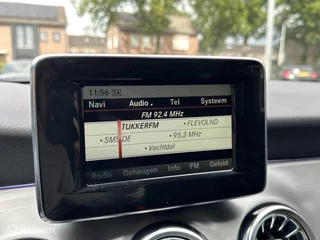 11:56 TA
Navi Audio Tel Systeem
FM 92.4 MHz
TUKKERFM • FLEVOLND
• SMS DE • 95.3 MHz
• Vechtdal
Radio Geheugen Info FM Geluid